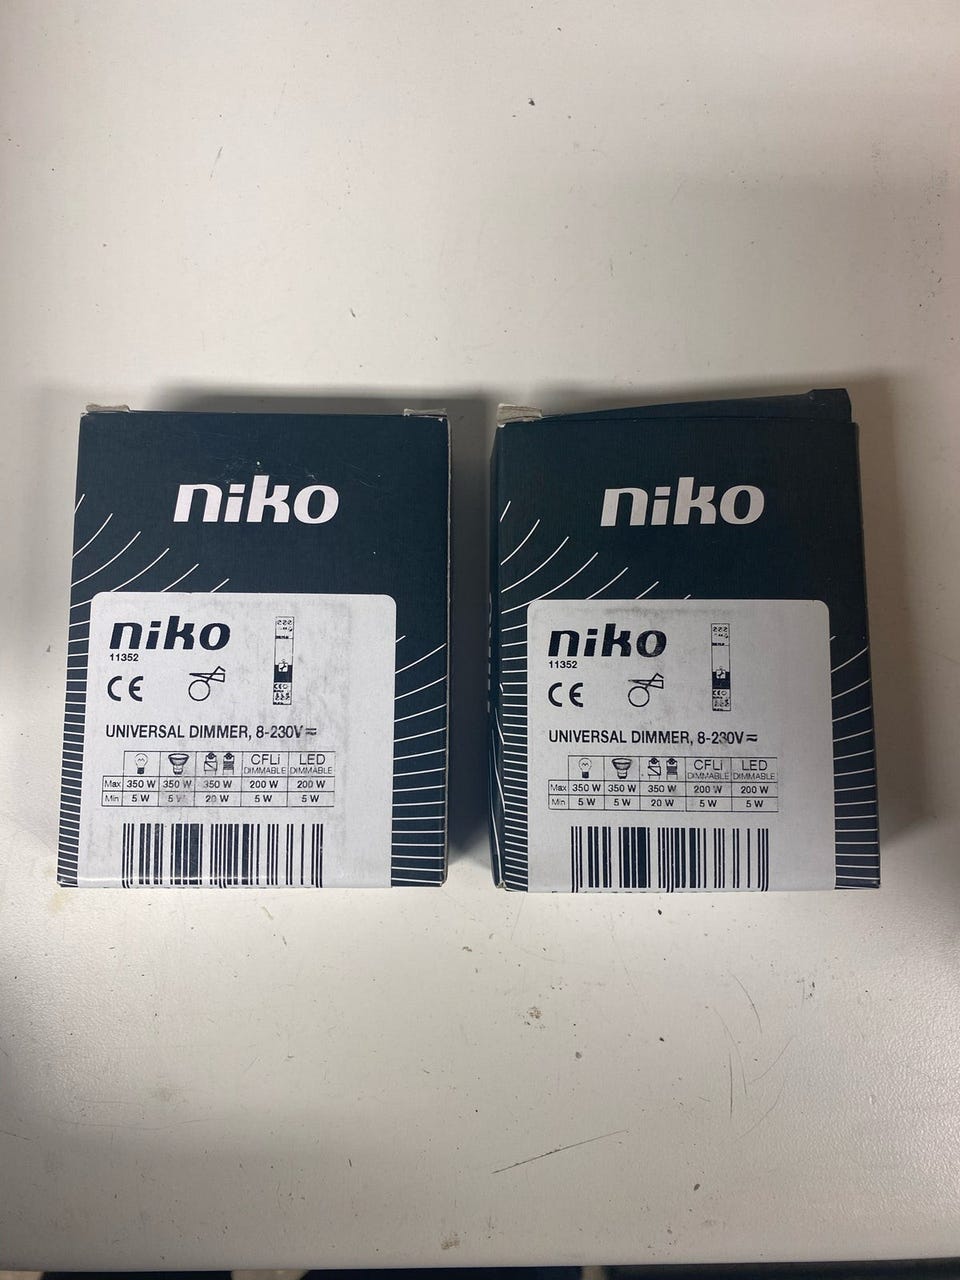 niko
niko
11352
CE
UNIVERSAL DIMMER, 8-230V ≂
CFLi LED
DIMMABLE DIMMABLE
Max 350 W 350 W 350 W 200 W 200 W
Min 5 W 5 W 20 W 5 W 5 W
niko
niko
11352
CE
UNIVERSAL DIMMER, 8-230V ≂
CFLi LED
DIMMABLE DIMMABLE
Max 350 W 350 W 350 W 200 W 200 W
Min 5 W 5 W 20 W 5 W 5 W